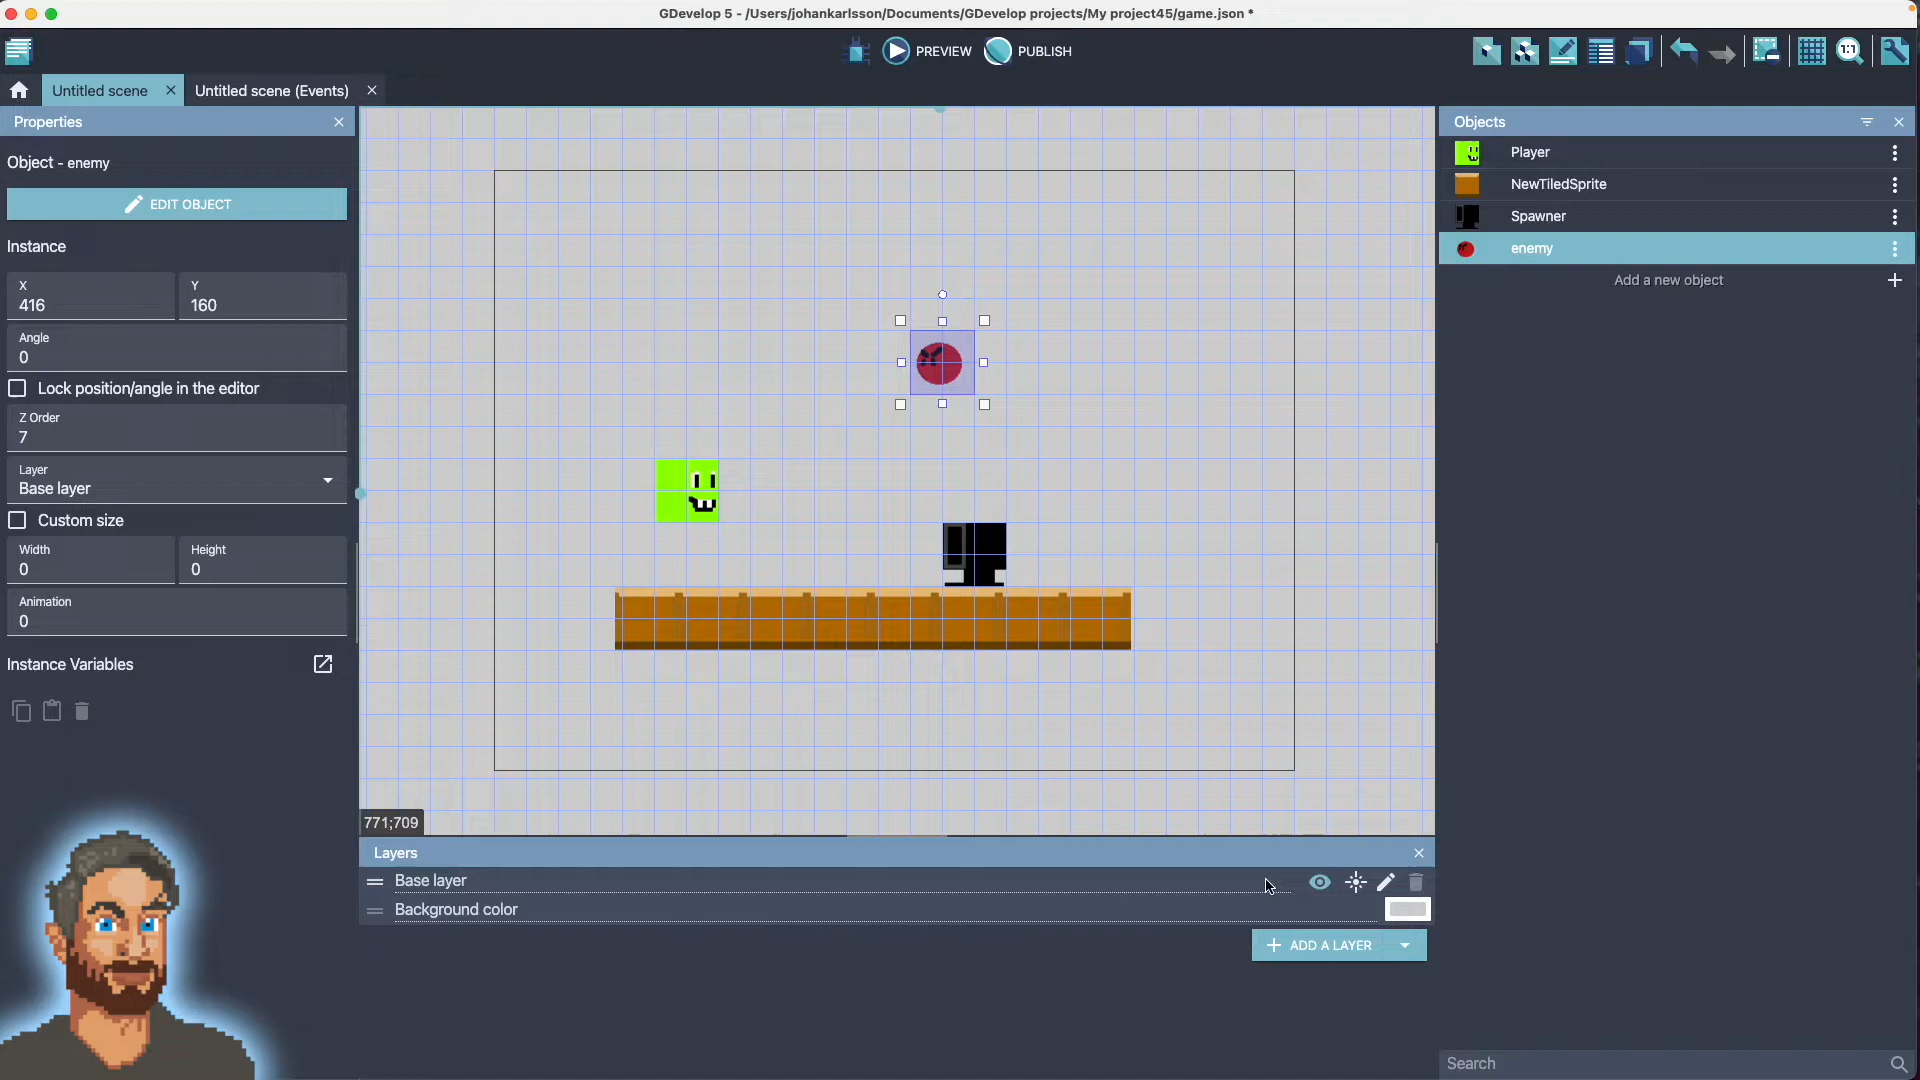 GDevelop 5 - /Users/johankarlsson/Documents/GDevelop projects/My project45/game.json *
PREVIEW
PUBLISH
1:1
Untitled scene
Untitled scene (Events)
Properties
Object - enemy
EDIT OBJECT
Instance
X
416
Y
160
Angle
0
Lock position/angle in the editor
Z Order
7
Layer
Base layer
Custom size
Width
0
Height
0
Animation
0
Instance Variables
771;709
Layers
Base layer
Background color
ADD A LAYER
Objects
Player
NewTiledSprite
Spawner
enemy
Add a new object
Search